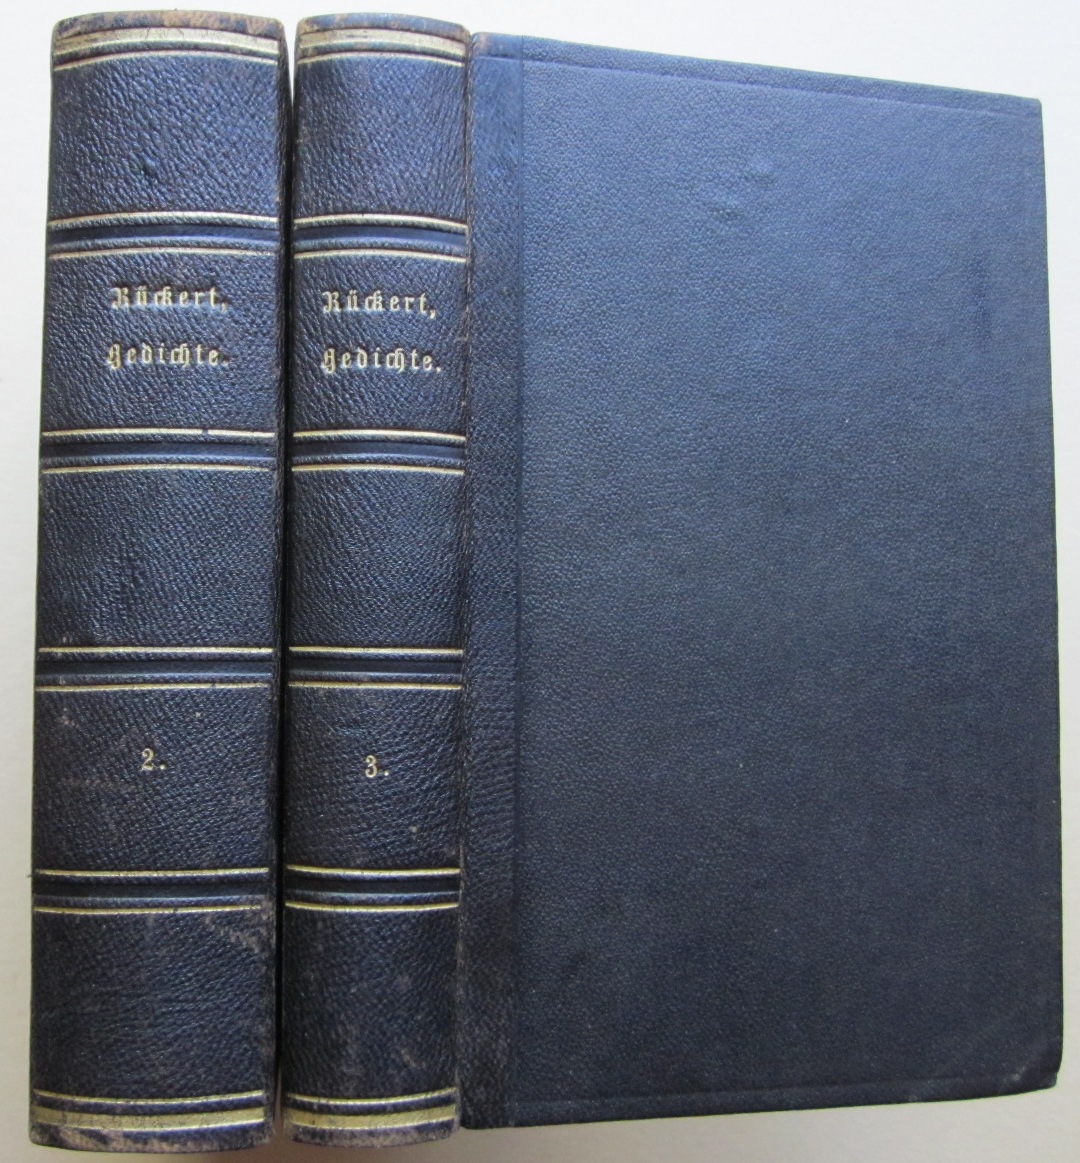 Rückert,
Gedichte.
2.
Rückert,
Gedichte.
3.